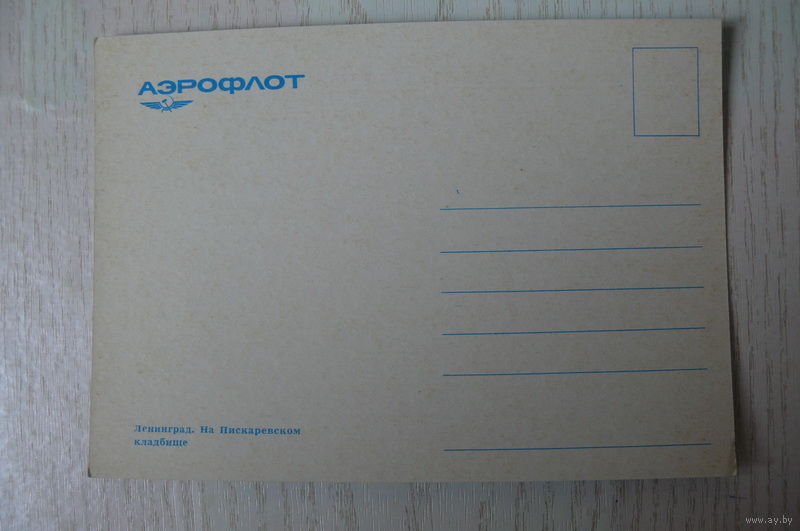 АЭРОФЛОТ
Ленинград. На Пискаревском
кладбище
www.ay.by